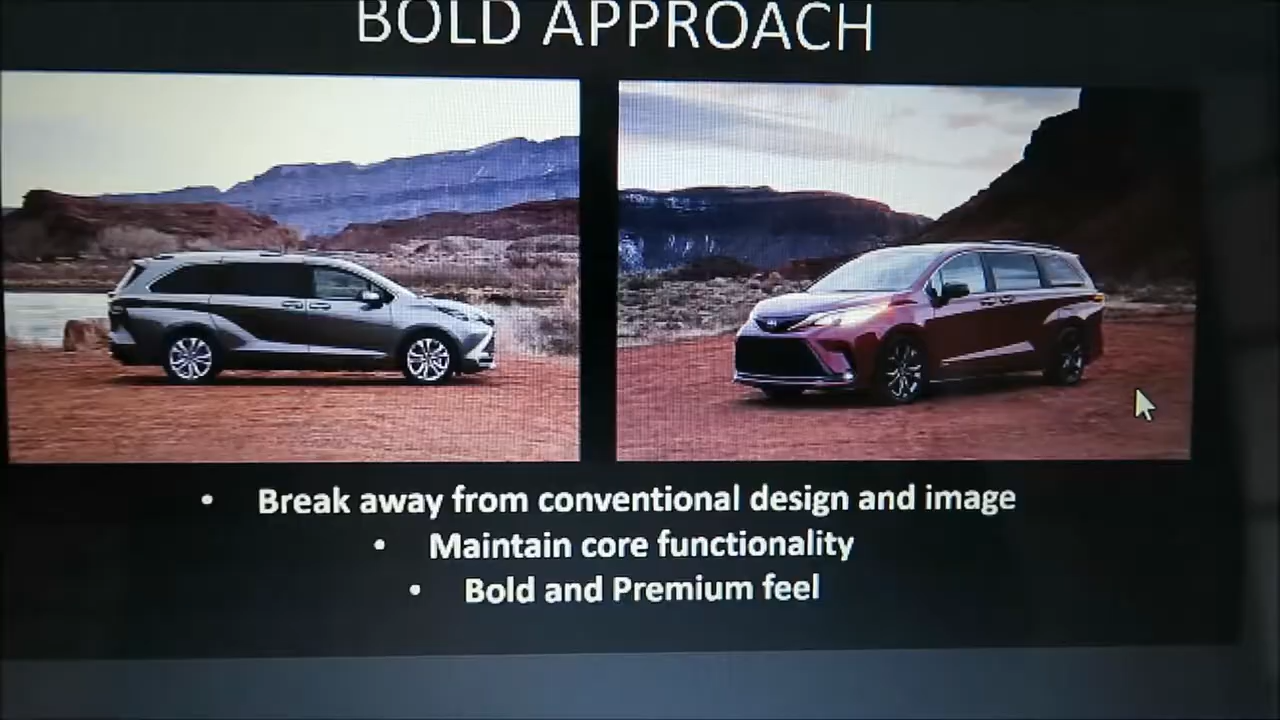 BOLD APPROACH
• Break away from conventional design and image
• Maintain core functionality
• Bold and Premium feel